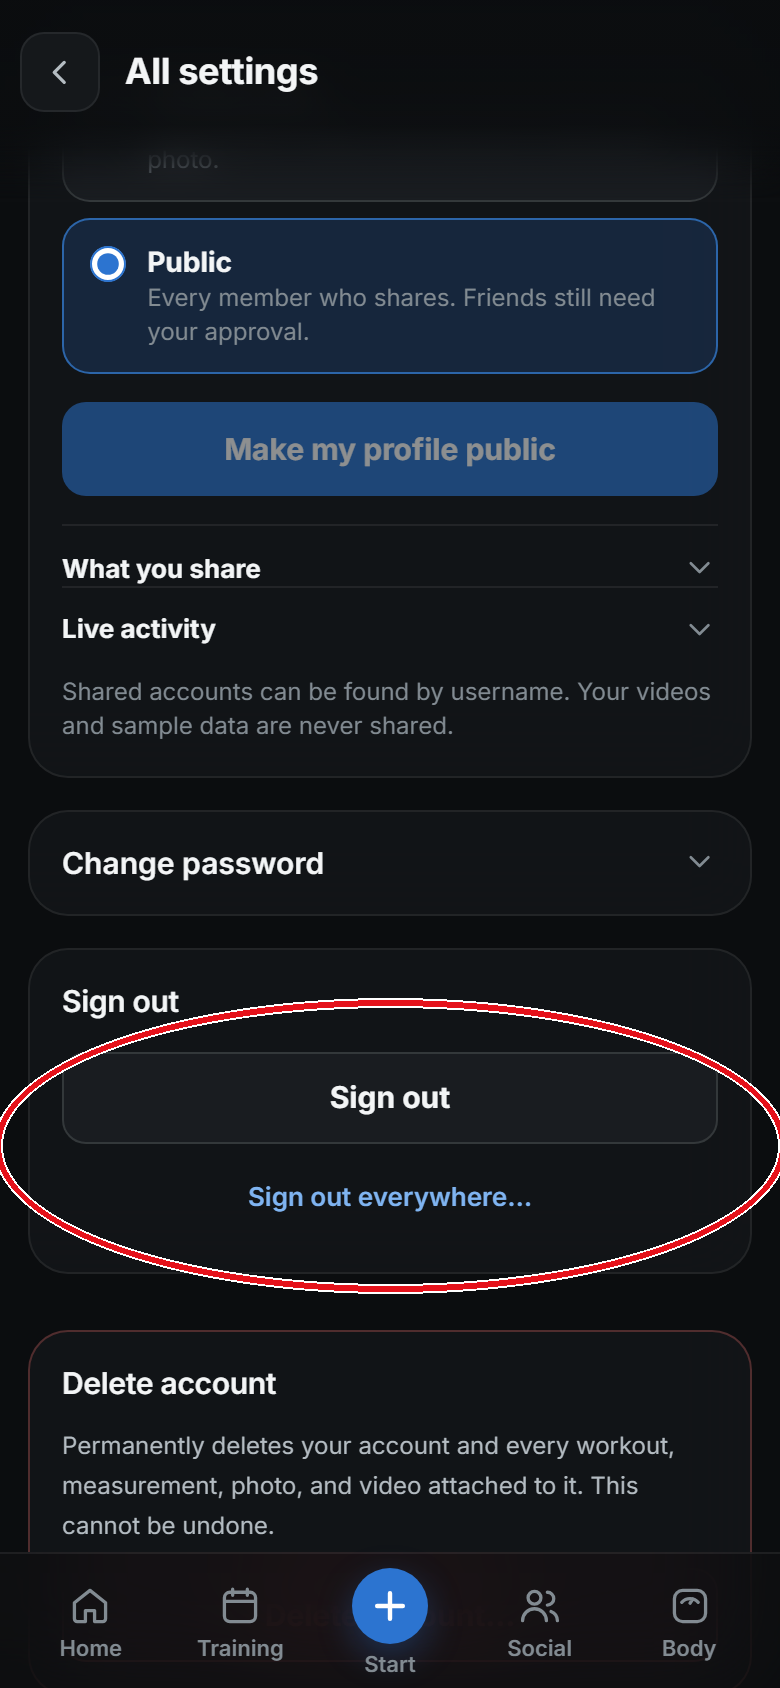 All settings
photo.
Public
Every member who shares. Friends still need
your approval.
Make my profile public
What you share
Live activity
Shared accounts can be found by username. Your videos
and sample data are never shared.
Change password
Sign out
Sign out
Sign out everywhere...
Delete account
Permanently deletes your account and every workout,
measurement, photo, and video attached to it. This
cannot be undone.
Home
Training
Start
Social
Body